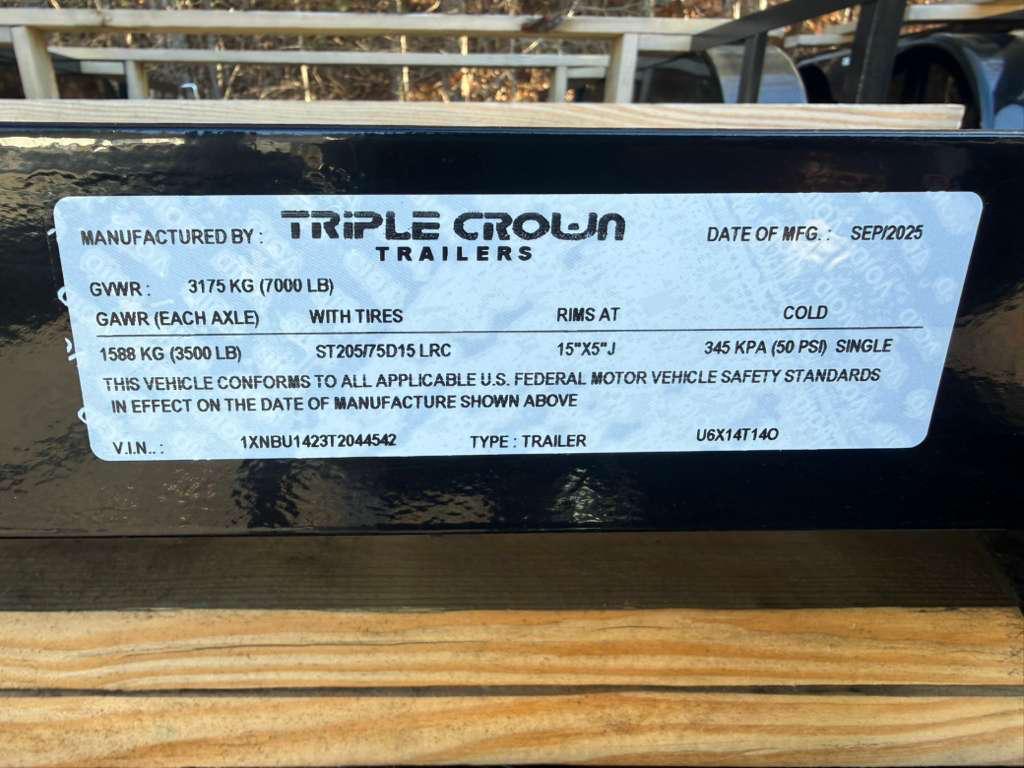 MANUFACTURED BY : TRIPLE CROWN TRAILERS DATE OF MFG. : SEP/2025
GVWR : 3175 KG (7000 LB)
GAWR (EACH AXLE) WITH TIRES RIMS AT COLD
1588 KG (3500 LB) ST205/75D15 LRC 15"X5"J 345 KPA (50 PSI) SINGLE
THIS VEHICLE CONFORMS TO ALL APPLICABLE U.S. FEDERAL MOTOR VEHICLE SAFETY STANDARDS
IN EFFECT ON THE DATE OF MANUFACTURE SHOWN ABOVE
V.I.N.. : 1XNBU1423T2044542 TYPE : TRAILER U6X14T14O